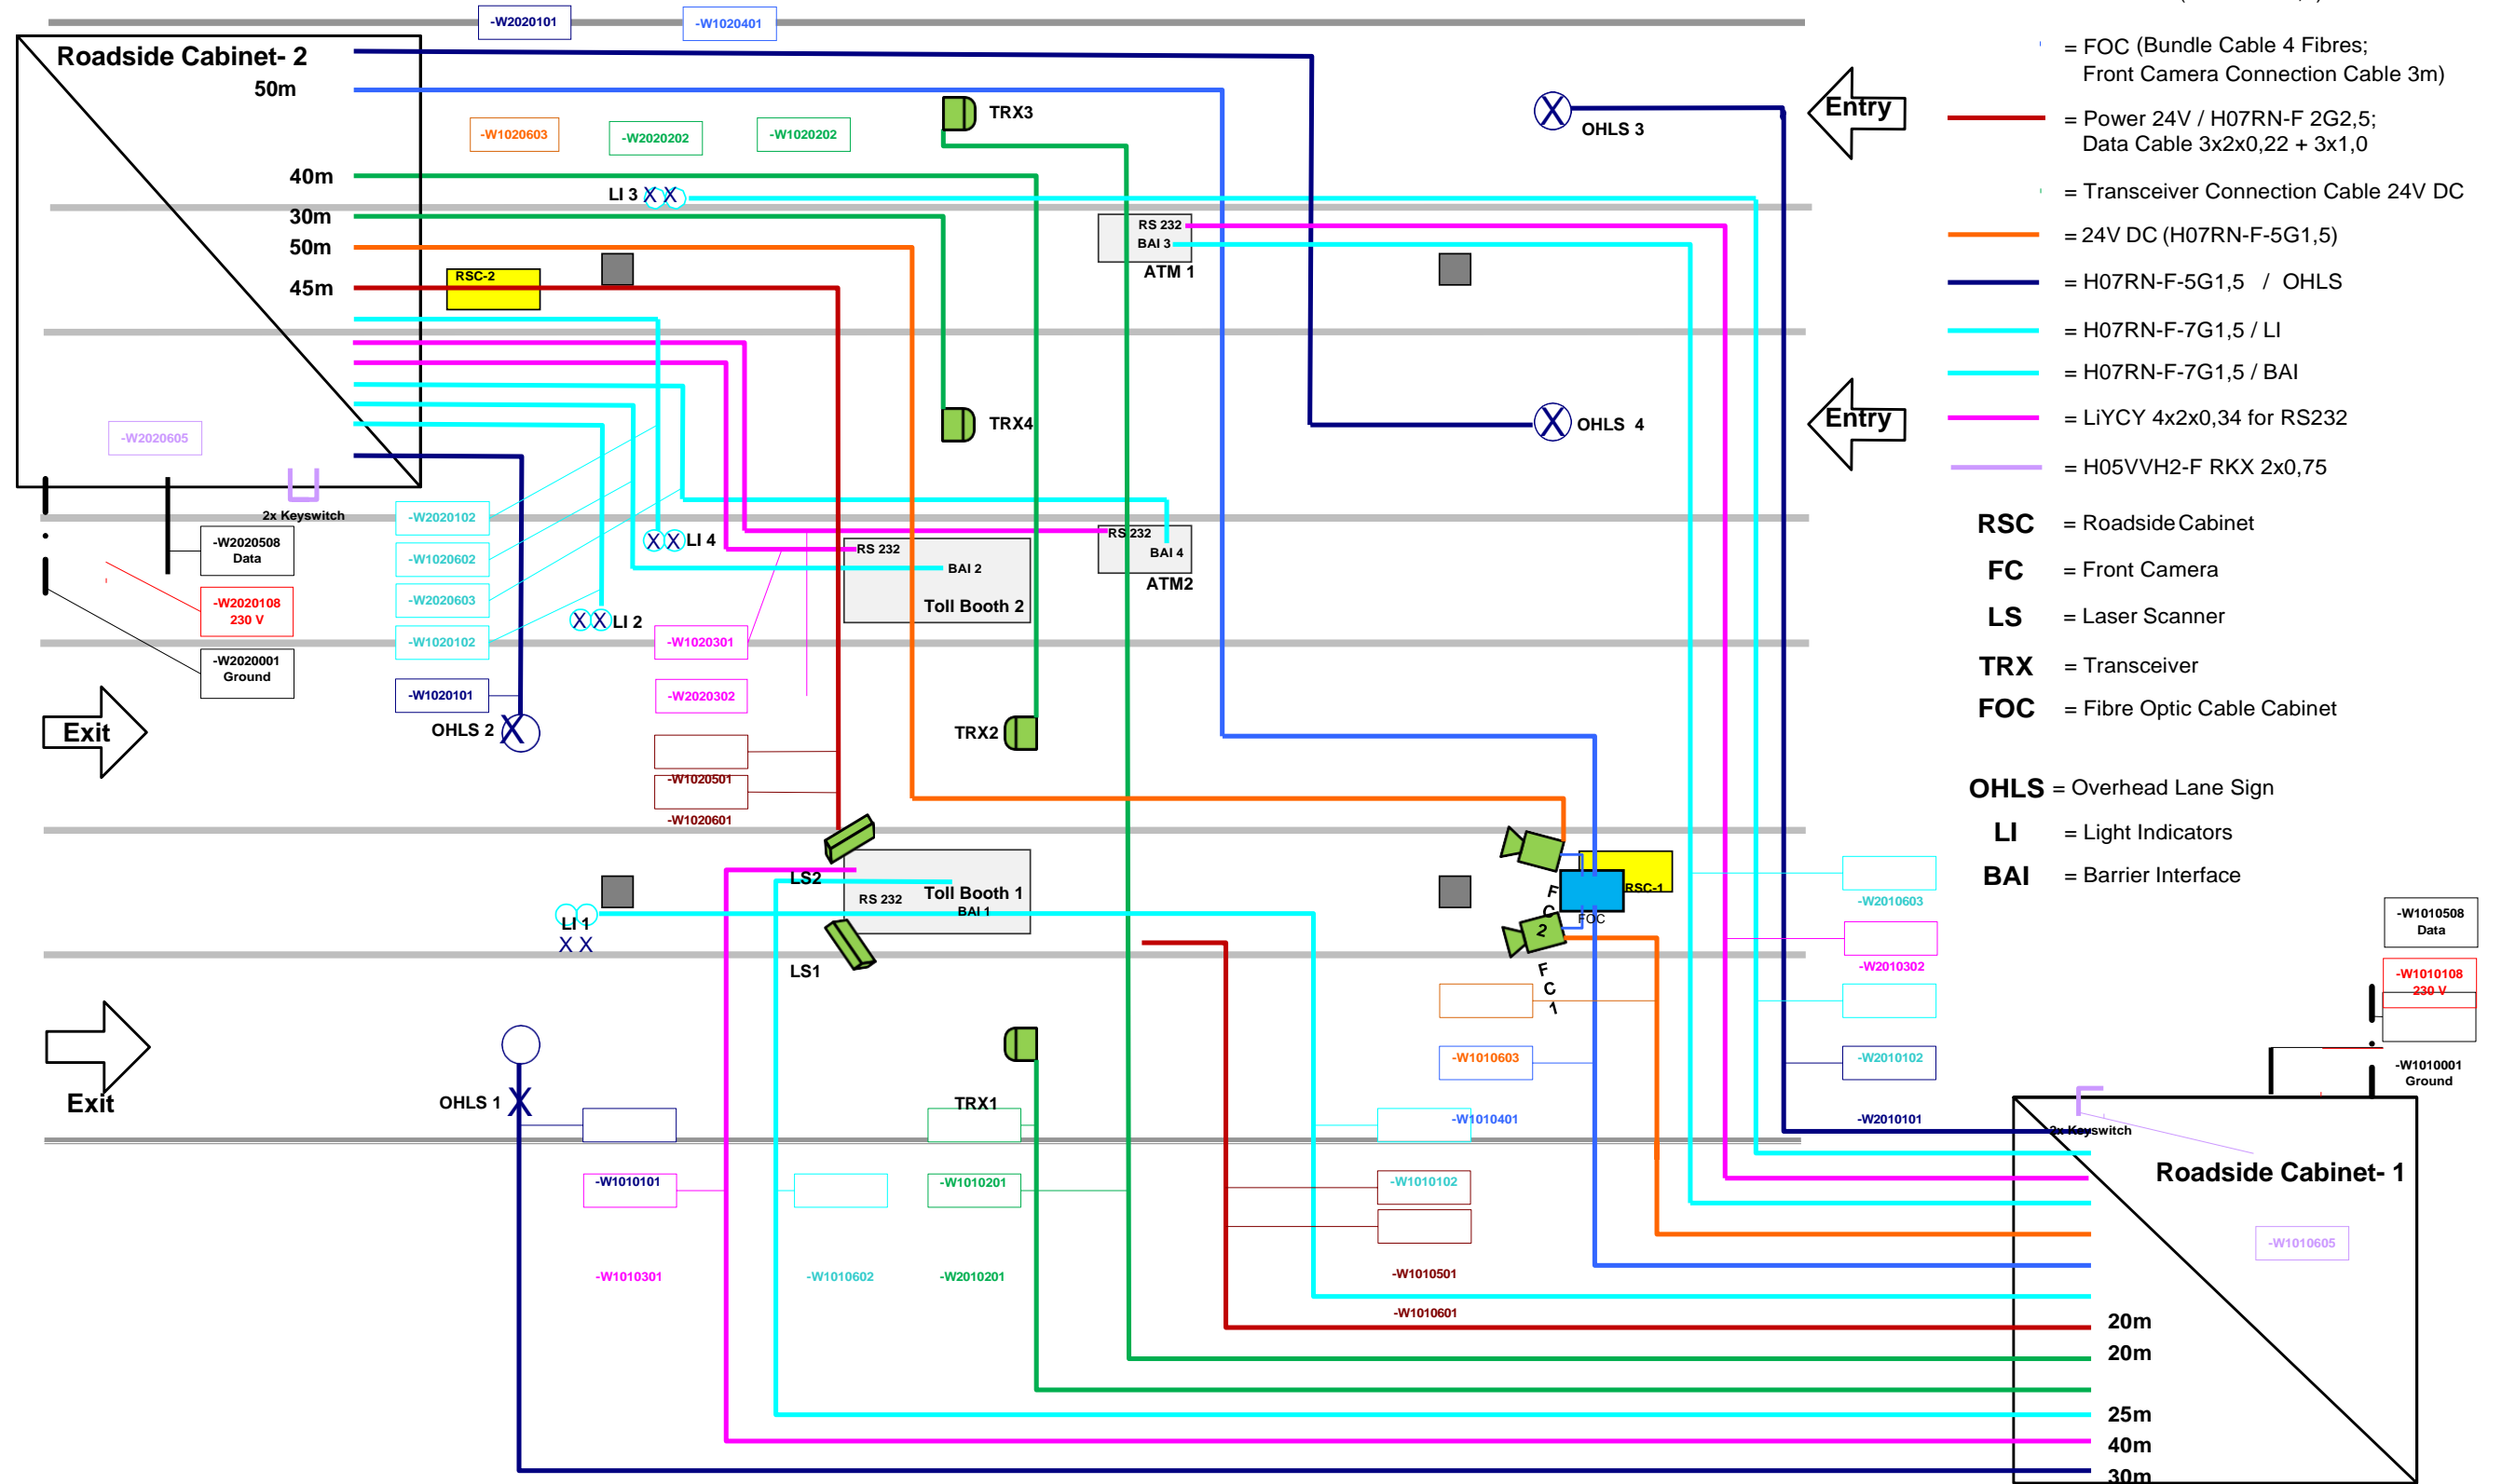 -W2020101
-W1020401
Roadside Cabinet- 2
50m
= FOC (Bundle Cable 4 Fibres;
Front Camera Connection Cable 3m)
TRX3
OHLS 3
Entry
= Power 24V / H07RN-F 2G2,5;
Data Cable 3x2x0,22 + 3x1,0
-W1020603
-W2020202
-W1020202
40m
LI 3 X X
= Transceiver Connection Cable 24V DC
30m
RS 232
BAI 3
ATM 1
= 24V DC (H07RN-F-5G1,5)
50m
RSC-2
45m
= H07RN-F-5G1,5 / OHLS
= H07RN-F-7G1,5 / LI
= H07RN-F-7G1,5 / BAI
TRX4
OHLS 4
Entry
= LiYCY 4x2x0,34 for RS232
-W2020605
= H05VVH2-F RKX 2x0,75
2x Keyswitch
-W2020102
RSC = Roadside Cabinet
-W2020508
Data
X X LI 4
RS 232
BAI 4
ATM2
RS 232
BAI 2
Toll Booth 2
-W1020602
FC = Front Camera
-W2020108
230 V
-W2020603
X X LI 2
LS = Laser Scanner
-W1020102
-W1020301
-W2020001
Ground
TRX = Transceiver
-W1020101
-W2020302
FOC = Fibre Optic Cable Cabinet
Exit
OHLS 2 X
TRX2
-W1020501
OHLS = Overhead Lane Sign
-W1020601
LI = Light Indicators
LS2
Toll Booth 1
RS 232
BAI 1
F
C
2
FOC
RSC-1
BAI = Barrier Interface
-W2010603
LI 1
X X
-W1010508
Data
LS1
F
C
1
-W2010302
-W1010108
230 V
-W1010603
-W2010102
-W1010001
Ground
Exit
OHLS 1 X
TRX1
-W1010401
-W2010101
2x Keyswitch
Roadside Cabinet- 1
-W1010101
-W1010201
-W1010102
-W1010605
-W1010301
-W1010602
-W2010201
-W1010501
-W1010601
20m
20m
25m
40m
30m